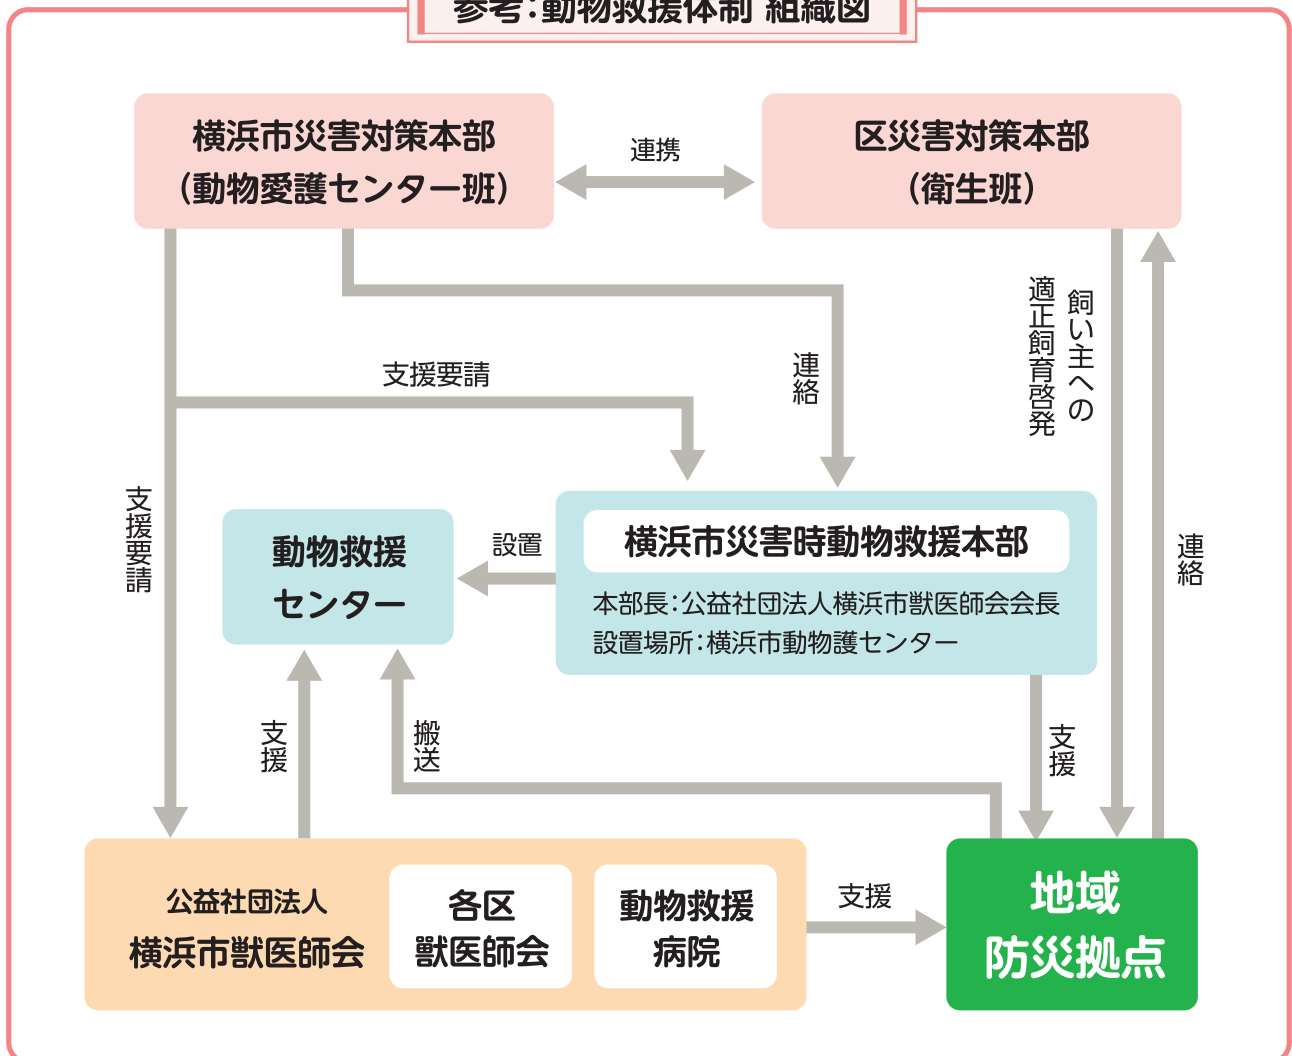 参考：動物救援体制 組織図
横浜市災害対策本部
（動物愛護センター班）
連携
区災害対策本部
（衛生班）
支援要請
連絡
飼い主への
適正飼育啓発
支援要請
連絡
動物救援
センター
設置
横浜市災害時動物救援本部
本部長：公益社団法人横浜市獣医師会会長
設置場所：横浜市動物護センター
支援
搬送
支援
公益社団法人
横浜市獣医師会
各区
獣医師会
動物救援
病院
支援
地域
防災拠点